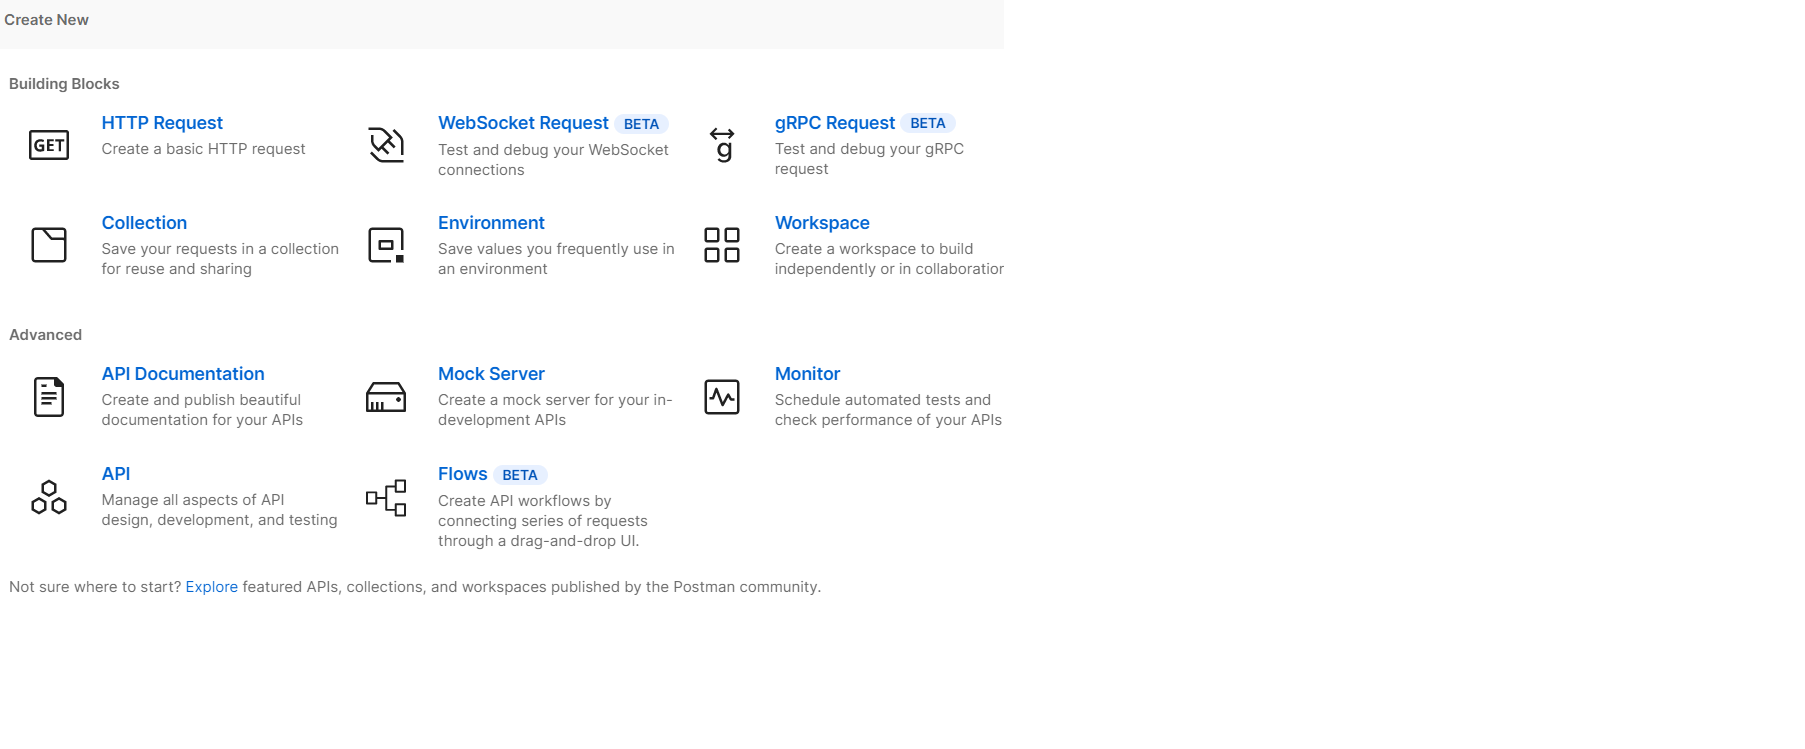 Create New
Building Blocks
GET
HTTP Request
Create a basic HTTP request
WebSocket Request BETA
Test and debug your WebSocket
connections
g
gRPC Request BETA
Test and debug your gRPC
request
Collection
Save your requests in a collection
for reuse and sharing
Environment
Save values you frequently use in
an environment
Workspace
Create a workspace to build
independently or in collaboration
Advanced
API Documentation
Create and publish beautiful
documentation for your APIs
Mock Server
Create a mock server for your in-
development APIs
Monitor
Schedule automated tests and
check performance of your APIs
API
Manage all aspects of API
design, development, and testing
Flows BETA
Create API workflows by
connecting series of requests
through a drag-and-drop UI.
Not sure where to start? Explore featured APIs, collections, and workspaces published by the Postman community.